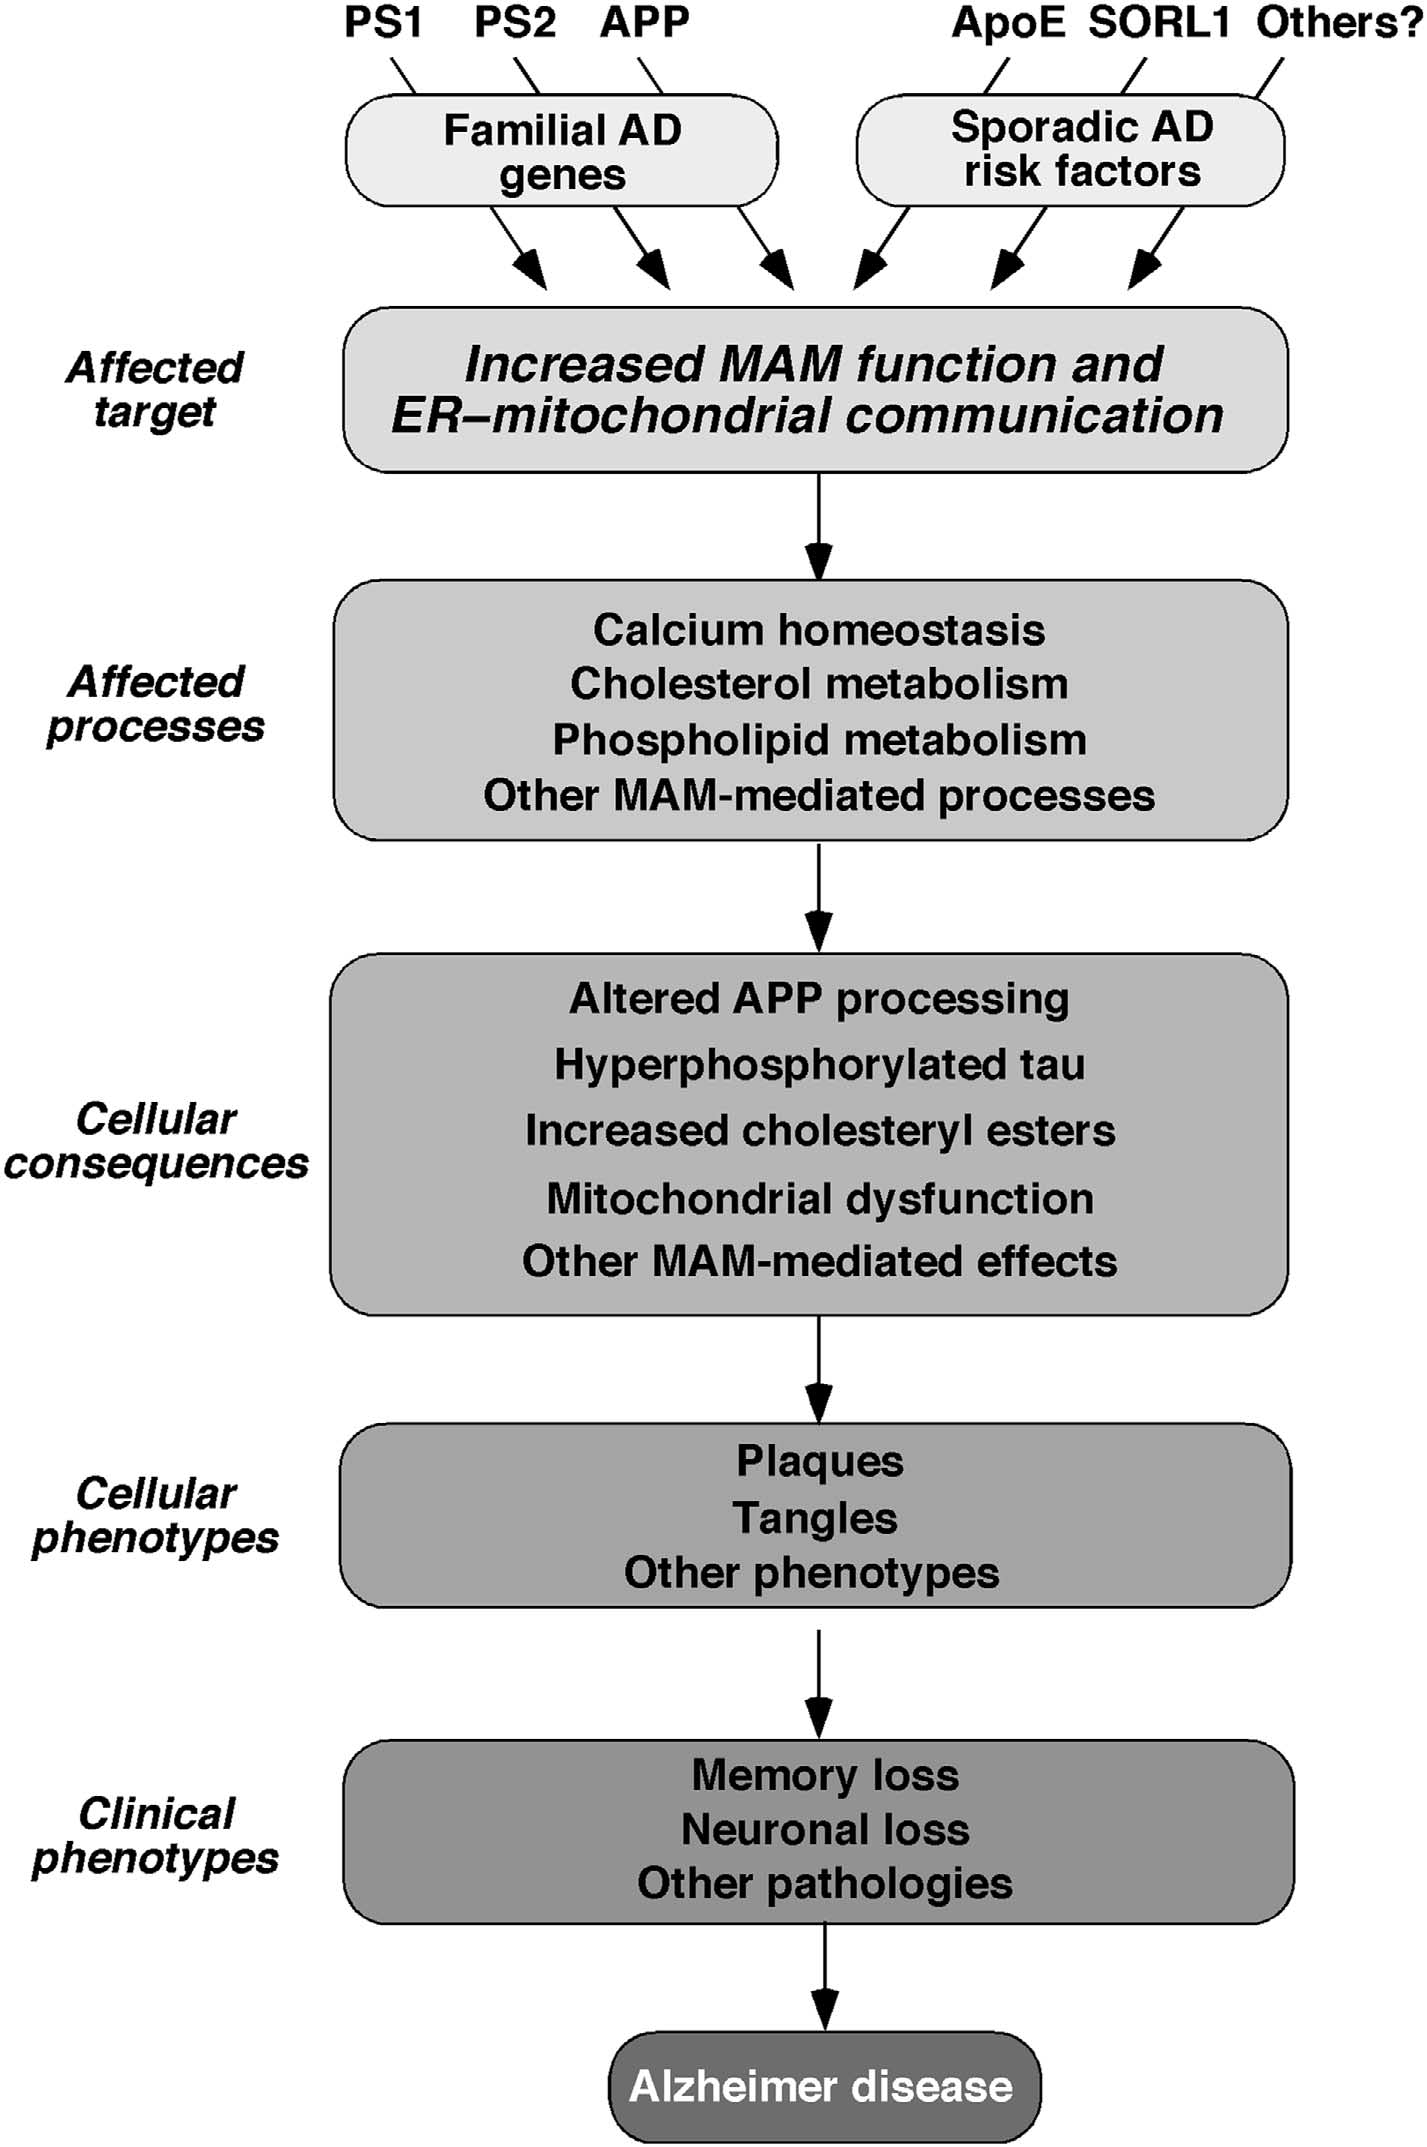 PS1 PS2 APP ApoE SORL1 Others?
Familial AD
genes
Sporadic AD
risk factors
Affected
target
Increased MAM function and
ER–mitochondrial communication
Affected
processes
Calcium homeostasis
Cholesterol metabolism
Phospholipid metabolism
Other MAM-mediated processes
Cellular
consequences
Altered APP processing
Hyperphosphorylated tau
Increased cholesteryl esters
Mitochondrial dysfunction
Other MAM-mediated effects
Cellular
phenotypes
Plaques
Tangles
Other phenotypes
Clinical
phenotypes
Memory loss
Neuronal loss
Other pathologies
Alzheimer disease